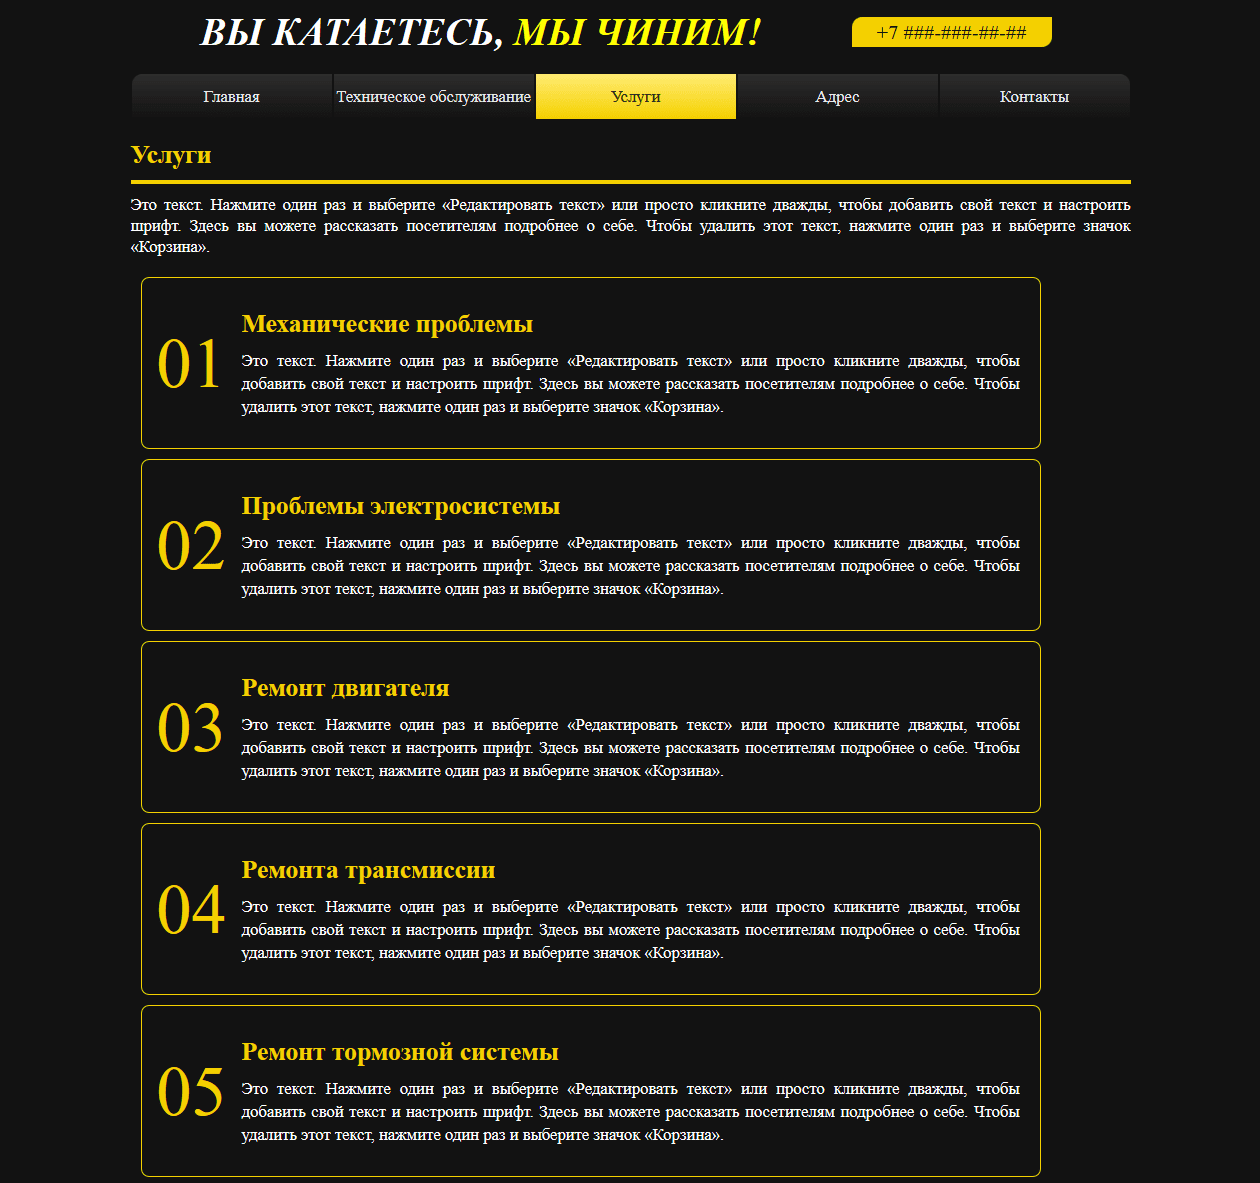 ВЫ КАТАЕТЕСЬ, МЫ ЧИНИМ!
+7 ###-###-##-##
Главная
Техническое обслуживание
Услуги
Адрес
Контакты
Услуги
Это текст. Нажмите один раз и выберите «Редактировать текст» или просто кликните дважды, чтобы добавить свой текст и настроить
шрифт. Здесь вы можете рассказать посетителям подробнее о себе. Чтобы удалить этот текст, нажмите один раз и выберите значок
«Корзина».
01
Механические проблемы
Это текст. Нажмите один раз и выберите «Редактировать текст» или просто кликните дважды, чтобы
добавить свой текст и настроить шрифт. Здесь вы можете рассказать посетителям подробнее о себе. Чтобы
удалить этот текст, нажмите один раз и выберите значок «Корзина».
02
Проблемы электросистемы
Это текст. Нажмите один раз и выберите «Редактировать текст» или просто кликните дважды, чтобы
добавить свой текст и настроить шрифт. Здесь вы можете рассказать посетителям подробнее о себе. Чтобы
удалить этот текст, нажмите один раз и выберите значок «Корзина».
03
Ремонт двигателя
Это текст. Нажмите один раз и выберите «Редактировать текст» или просто кликните дважды, чтобы
добавить свой текст и настроить шрифт. Здесь вы можете рассказать посетителям подробнее о себе. Чтобы
удалить этот текст, нажмите один раз и выберите значок «Корзина».
04
Ремонта трансмиссии
Это текст. Нажмите один раз и выберите «Редактировать текст» или просто кликните дважды, чтобы
добавить свой текст и настроить шрифт. Здесь вы можете рассказать посетителям подробнее о себе. Чтобы
удалить этот текст, нажмите один раз и выберите значок «Корзина».
05
Ремонт тормозной системы
Это текст. Нажмите один раз и выберите «Редактировать текст» или просто кликните дважды, чтобы
добавить свой текст и настроить шрифт. Здесь вы можете рассказать посетителям подробнее о себе. Чтобы
удалить этот текст, нажмите один раз и выберите значок «Корзина».